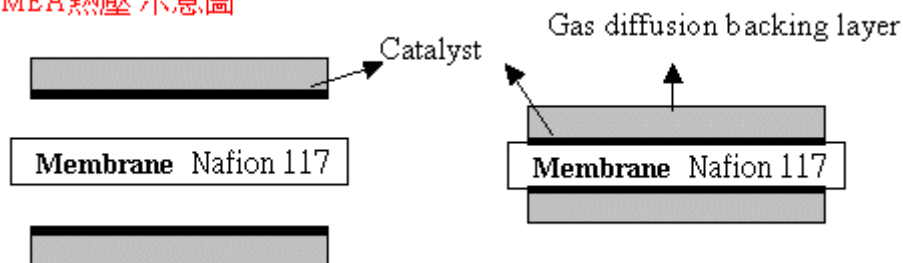 MEA熱壓 示意圖
Gas diffusion backing layer
Catalyst
Membrane Nafion 117
Membrane Nafion 117